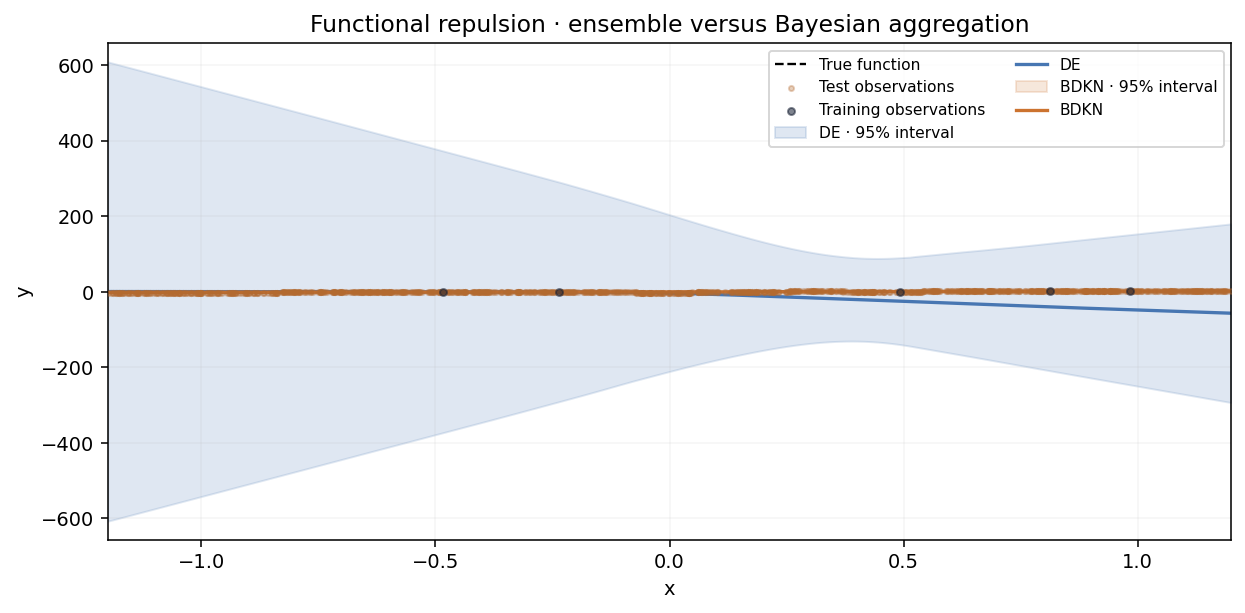 Functional repulsion · ensemble versus Bayesian aggregation
True function
Test observations
Training observations
DE · 95% interval
DE
BDKN · 95% interval
BDKN
y
600
400
200
0
−200
−400
−600
−1.0
−0.5
0.0
0.5
1.0
x